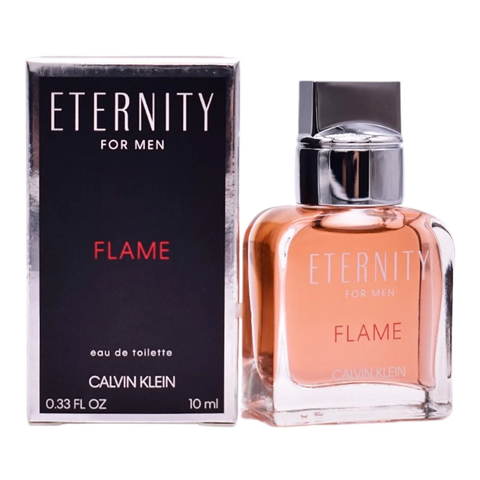 ETERNITY
FOR MEN
FLAME
eau de toilette
CALVIN KLEIN
0.33 FL OZ 10 ml
ETERNITY
FOR MEN
FLAME
CALVIN KLEIN